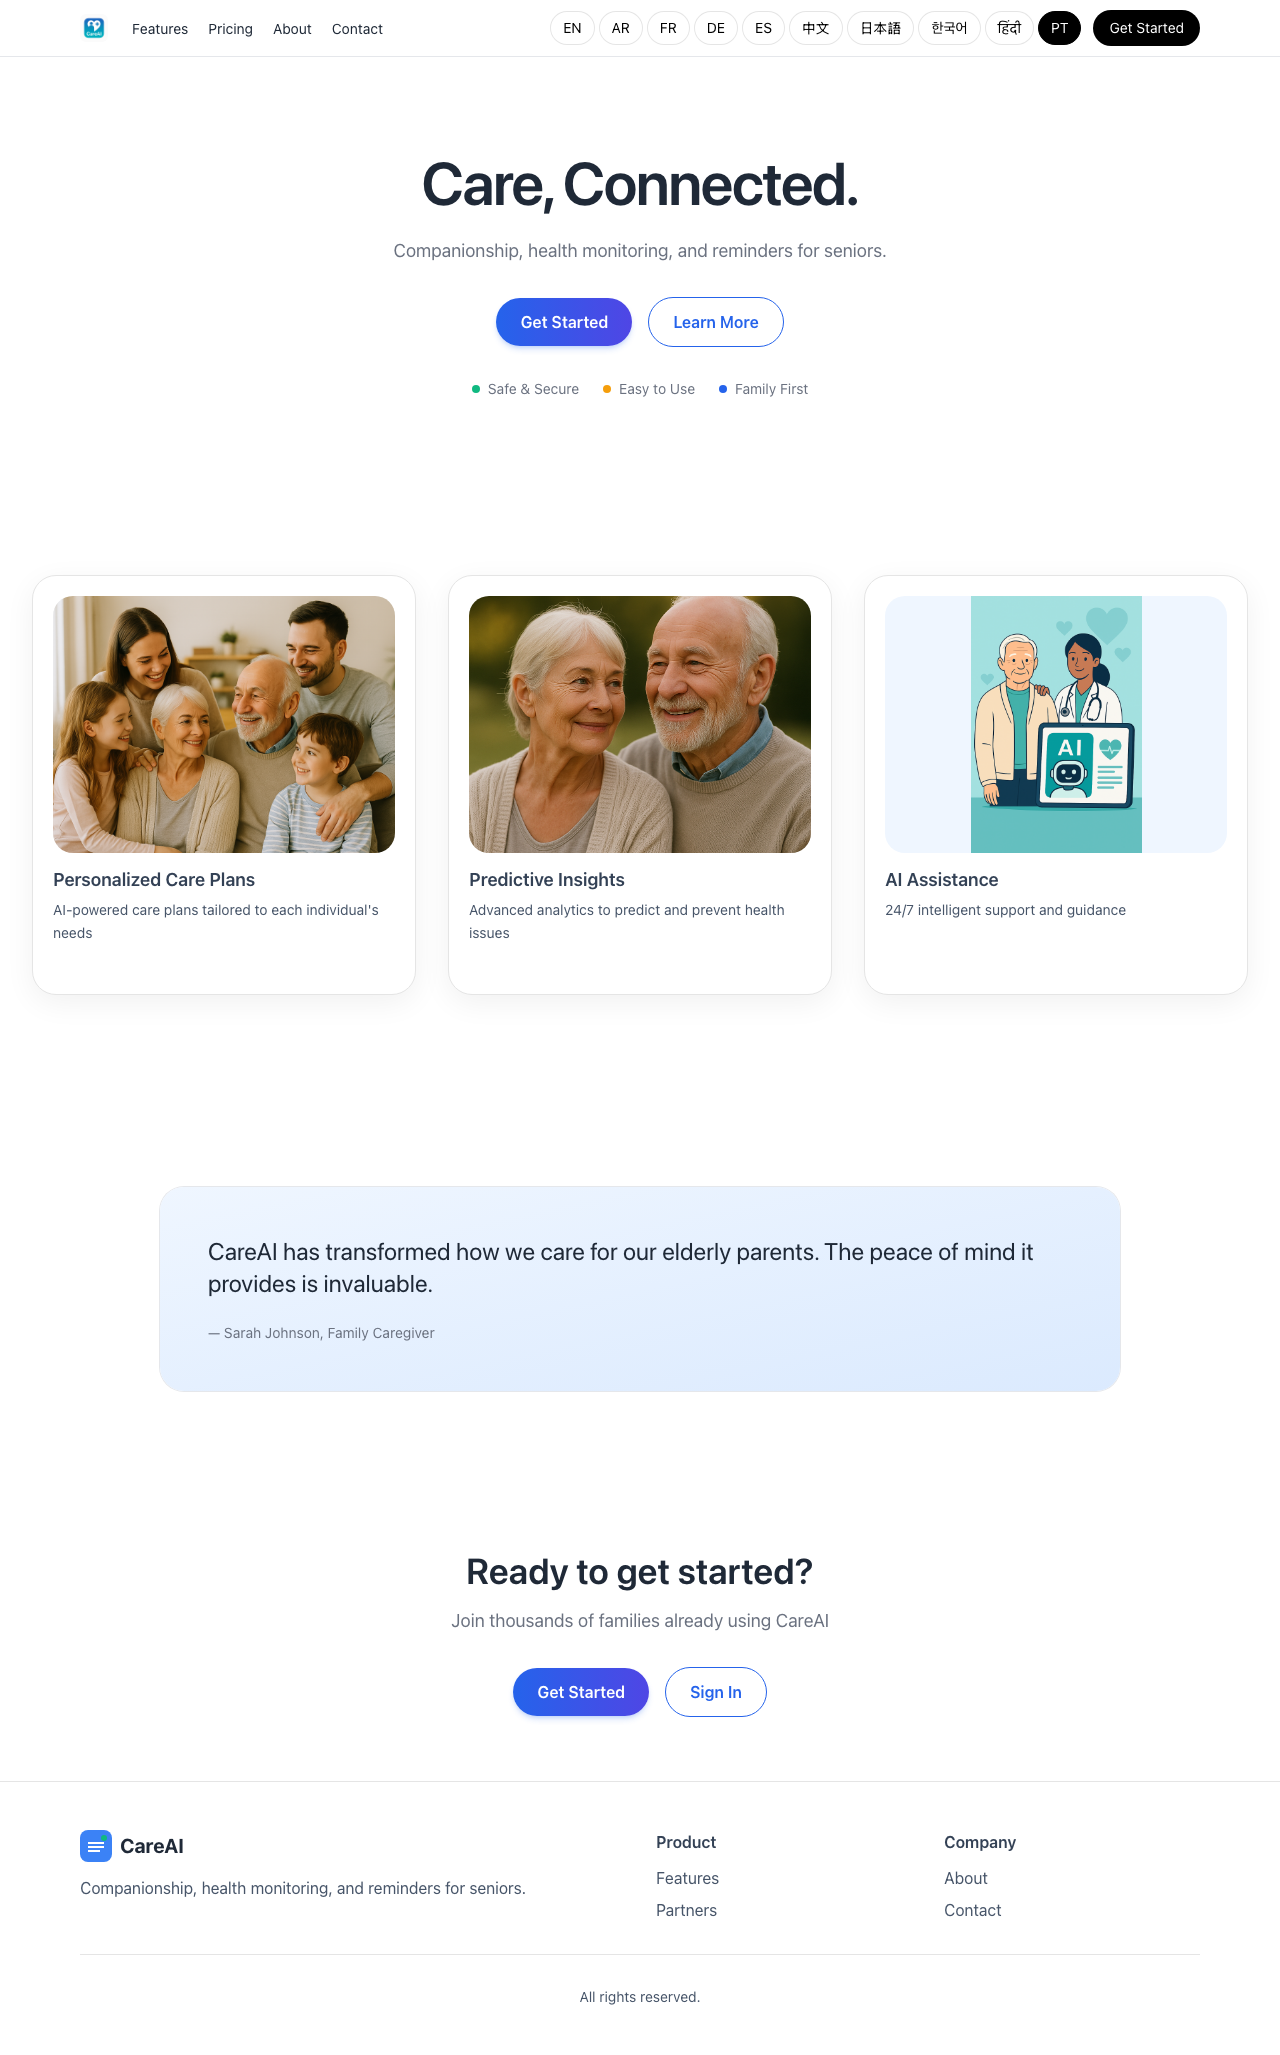 CareAI
Features Pricing About Contact EN AR FR DE ES 中文 日本語 한국어 हिंदी PT Get Started
Care, Connected.
Companionship, health monitoring, and reminders for seniors.
Get Started Learn More
Safe & Secure Easy to Use Family First
AI
Personalized Care Plans
AI-powered care plans tailored to each individual's
needs
Predictive Insights
Advanced analytics to predict and prevent health
issues
AI Assistance
24/7 intelligent support and guidance
CareAI has transformed how we care for our elderly parents. The peace of mind it
provides is invaluable.
— Sarah Johnson, Family Caregiver
Ready to get started?
Join thousands of families already using CareAI
Get Started Sign In
CareAI
Companionship, health monitoring, and reminders for seniors.
Product
Features
Partners
Company
About
Contact
All rights reserved.